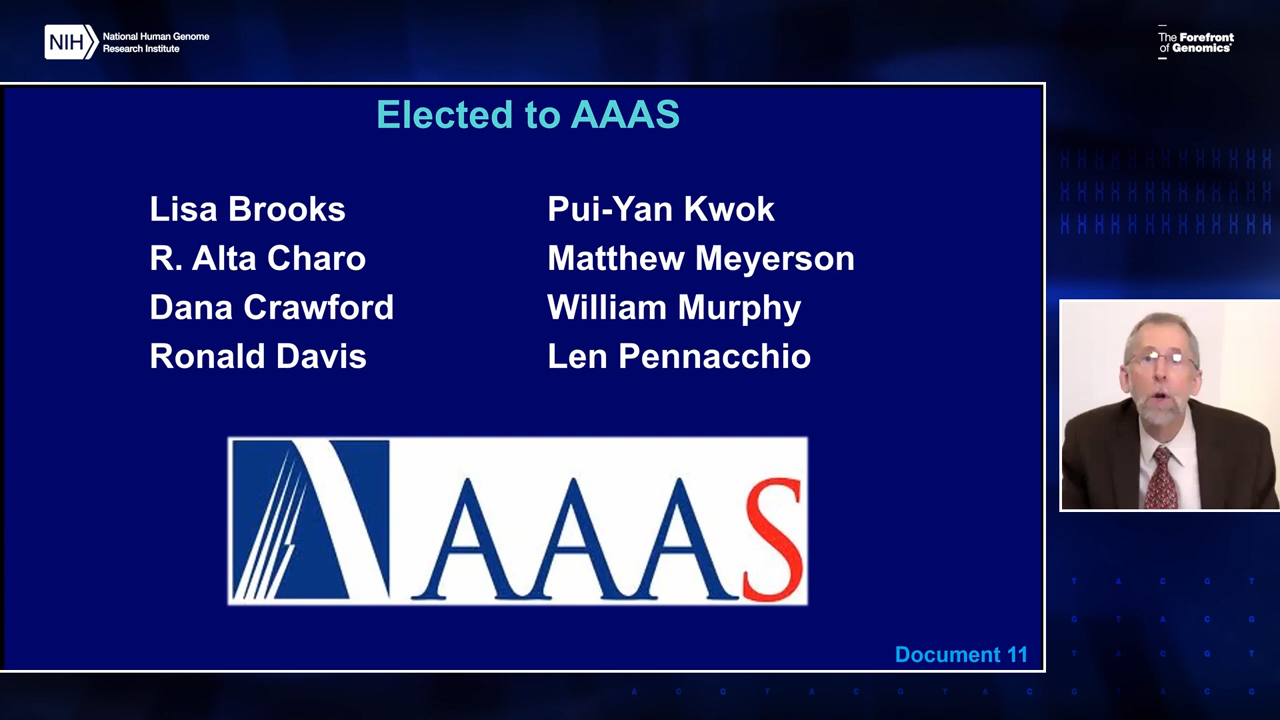 NIH
National Human Genome
Research Institute
The Forefront
of Genomics®
Elected to AAAS
Lisa Brooks
R. Alta Charo
Dana Crawford
Ronald Davis
Pui-Yan Kwok
Matthew Meyerson
William Murphy
Len Pennacchio
AAAS
Document 11
T A C G T
G T A C G
T A C G T
A C G T A C G T A C G T A C G